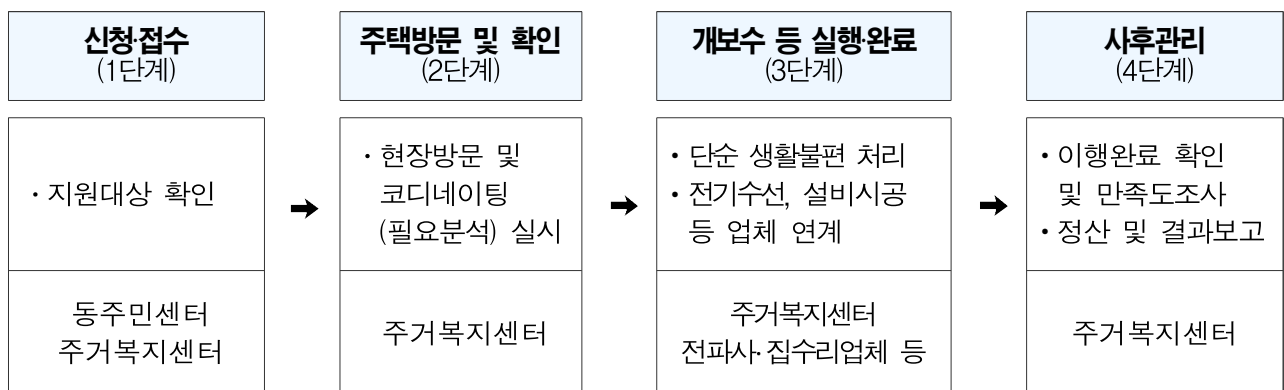 신청·접수
(1단계)
· 지원대상 확인
동주민센터
주거복지센터
주택방문 및 확인
(2단계)
· 현장방문 및
코디네이팅
(필요분석) 실시
주거복지센터
개보수 등 실행·완료
(3단계)
• 단순 생활불편 처리
• 전기수선, 설비시공
등 업체 연계
주거복지센터
전파사·집수리업체 등
사후관리
(4단계)
• 이행완료 확인
및 만족도조사
• 정산 및 결과보고
주거복지센터